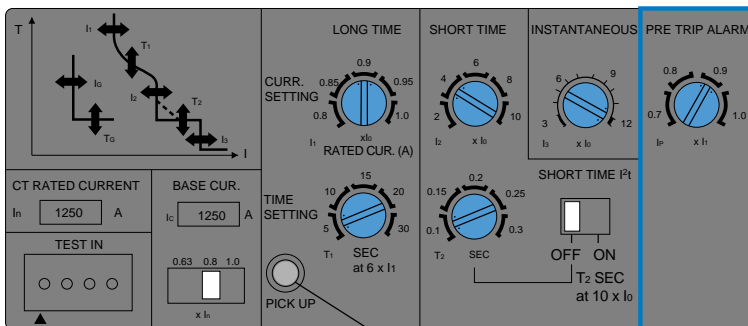 T
I1
T1
I2
T2
I3
IG
TG
I
LONG TIME
CURR.
SETTING
0.8
0.85
0.9
0.95
1.0
I1
xI0
RATED CUR. (A)
SHORT TIME
2
4
6
8
10
I2
x I0
INSTANTANEOUS
3
6
9
12
I3
x I0
PRE TRIP ALARM
0.7
0.8
0.9
1.0
IP
x I1
CT RATED CURRENT
In
1250
A
BASE CUR.
Ic
1250
A
TIME
SETTING
5
10
15
20
30
T1
SEC
at 6 x I1
0.1
0.15
0.2
0.25
0.3
T2
SEC
SHORT TIME I²t
OFF
ON
T2 SEC
at 10 x I0
TEST IN
0.63
0.8
1.0
x In
PICK UP